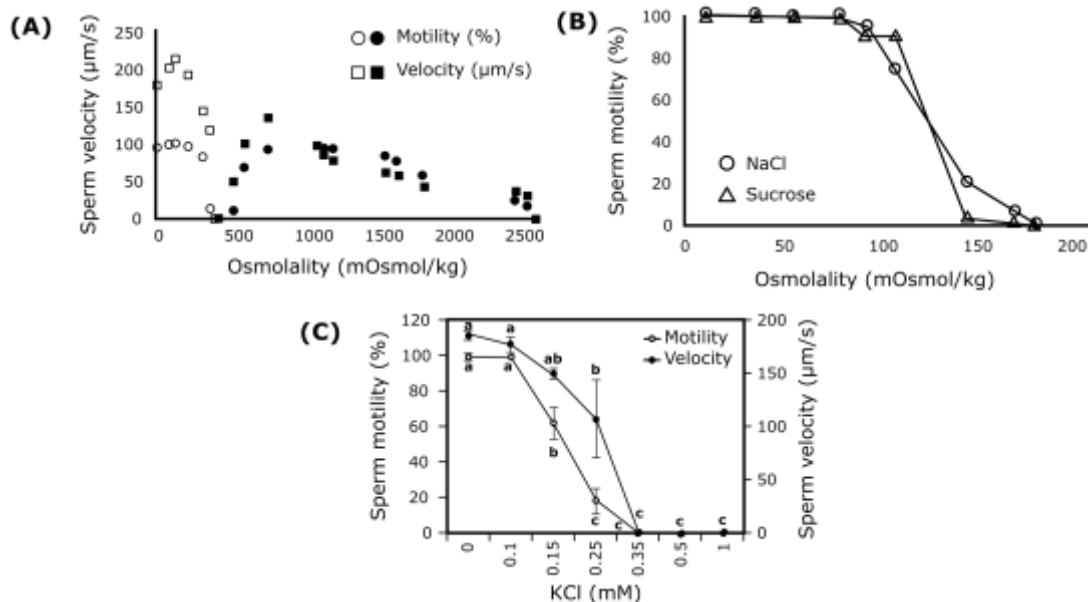 (A)
Sperm velocity (µm/s)
250
200
150
100
50
0
Motility (%)
Velocity (µm/s)
0 500 1000 1500 2000 2500
Osmolality (mOsmol/kg)
(B)
Sperm motility (%)
100
80
60
40
20
0
NaCl
Sucrose
0 50 100 150 200
Osmolality (mOsmol/kg)
(C)
Sperm motility (%)
120
100
80
60
40
20
0
Motility
Velocity
a a ab b
a a b c c c c c
200
150
100
50
0
Sperm velocity (µm/s)
0 0.1 0.15 0.25 0.35 0.5 1
KCl (mM)